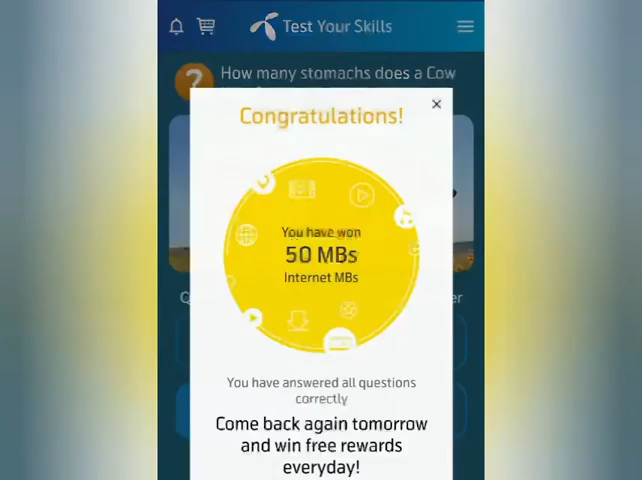 Test Your Skills
How many stomachs does a Cow
Congratulations!
You have won
50 MBs
Internet MBs
You have answered all questions
correctly
Come back again tomorrow
and win free rewards
everyday!